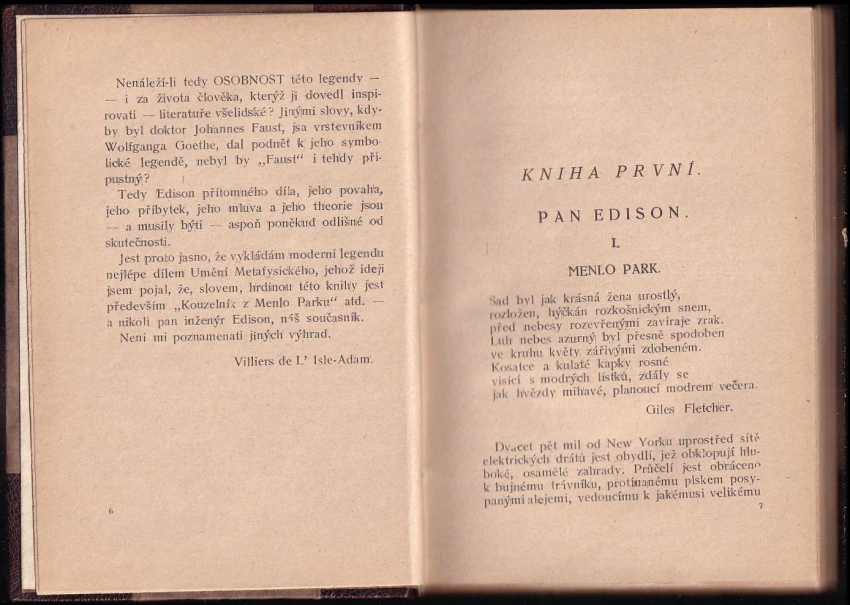 Nenáleží-li tedy OSOBNOST této legendy —
— i za života člověka, kterýž ji dovedl inspi-
rovati — literatuře všelidské? Jinými slovy, kdy-
by byl doktor Johannes Faust, jsa vrstevníkem
Wolfganga Goethe, dal podnět k jeho symbo-
lické legendě, nebyl by „Faust“ i tehdy pří-
pustný?
Tedy Edison přítomného díla, jeho povaha,
jeho příbytek, jeho mluva a jeho theorie jsou
— a musily býti — aspoň poněkud odlišné od
skutečnosti.
Jest proto jasno, že vykládám moderní legendu
nejlépe dílem Umění Metafysického, jehož ideji
jsem pojal, že, slovem, hrdinou této knihy jest
především „Kouzelník z Menlo Parku“ atd. —
a nikoli pan inženýr Edison, náš současník.
Není mi poznamenati jiných výhrad.
Villiers de L' Isle-Adam.
6
KNIHA PRVNÍ.
PAN EDISON.
I.
MENLO PARK.
Sad byl jak krásná žena urostlý,
rozložen, hýčkán rozkošnickým snem,
před nebesy rozevřenými zavíraje zrak.
Luh nebes azurný byl přesně spodoben
ve kruhu květy zářivými zdobeném.
Kosatce a kulaté kapky rosné
visící s modrých lístků, zdály se
jak hvězdy mihavé, planoucí modrem večera.
Giles Fletcher.
Dvacet pět mil od New Yorku uprostřed sítě
elektrických drátů jest obydlí, jež obklopují hlu-
boké, osamělé zahrady. Průčelí jest obráceno
k bujnému trávníku, protínanému pískem posy-
panými alejemi, vedoucímu k jakémusi velikému
7